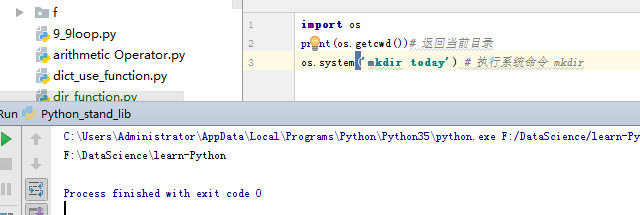 f
9_9loop.py
arithmetic Operator.py
dict_use_function.py
dir_function.py
1 import os
2 print(os.getcwd())# 返回当前目录
3 os.system('mkdir today') # 执行系统命令 mkdir
Run Python_stand_lib
C:\Users\Administrator\AppData\Local\Programs\Python\Python35\python.exe F:/DataScience/learn-Py
F:\DataScience\learn-Python
Process finished with exit code 0